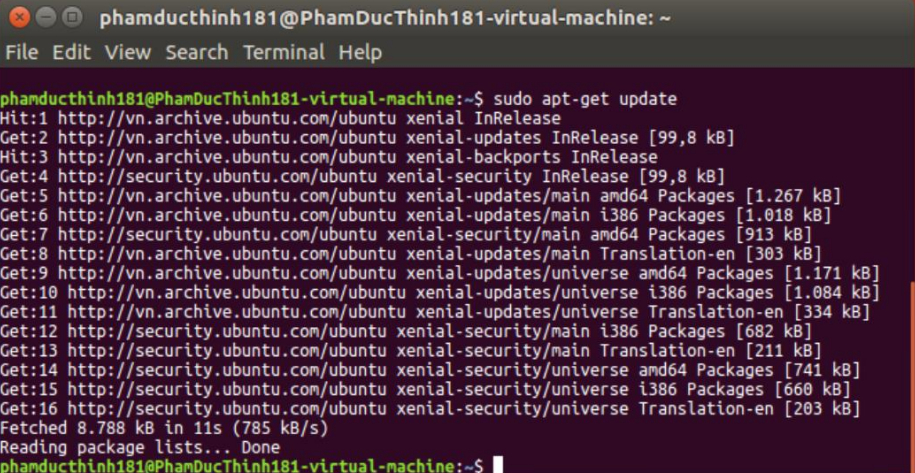 phamducthinh181@PhamDucThinh181-virtual-machine: ~
File Edit View Search Terminal Help
phamducthinh181@PhamDucThinh181-virtual-machine:~$ sudo apt-get update
Hit:1 http://vn.archive.ubuntu.com/ubuntu xenial InRelease
Get:2 http://vn.archive.ubuntu.com/ubuntu xenial-updates InRelease [99,8 kB]
Hit:3 http://vn.archive.ubuntu.com/ubuntu xenial-backports InRelease
Get:4 http://security.ubuntu.com/ubuntu xenial-security InRelease [99,8 kB]
Get:5 http://vn.archive.ubuntu.com/ubuntu xenial-updates/main amd64 Packages [1.267 kB]
Get:6 http://vn.archive.ubuntu.com/ubuntu xenial-updates/main i386 Packages [1.018 kB]
Get:7 http://security.ubuntu.com/ubuntu xenial-security/main amd64 Packages [913 kB]
Get:8 http://vn.archive.ubuntu.com/ubuntu xenial-updates/main Translation-en [303 kB]
Get:9 http://vn.archive.ubuntu.com/ubuntu xenial-updates/universe amd64 Packages [1.171 kB]
Get:10 http://vn.archive.ubuntu.com/ubuntu xenial-updates/universe i386 Packages [1.084 kB]
Get:11 http://vn.archive.ubuntu.com/ubuntu xenial-updates/universe Translation-en [334 kB]
Get:12 http://security.ubuntu.com/ubuntu xenial-security/main i386 Packages [682 kB]
Get:13 http://security.ubuntu.com/ubuntu xenial-security/main Translation-en [211 kB]
Get:14 http://security.ubuntu.com/ubuntu xenial-security/universe amd64 Packages [741 kB]
Get:15 http://security.ubuntu.com/ubuntu xenial-security/universe i386 Packages [660 kB]
Get:16 http://security.ubuntu.com/ubuntu xenial-security/universe Translation-en [203 kB]
Fetched 8.788 kB in 11s (785 kB/s)
Reading package lists... Done
phamducthinh181@PhamDucThinh181-virtual-machine:~$